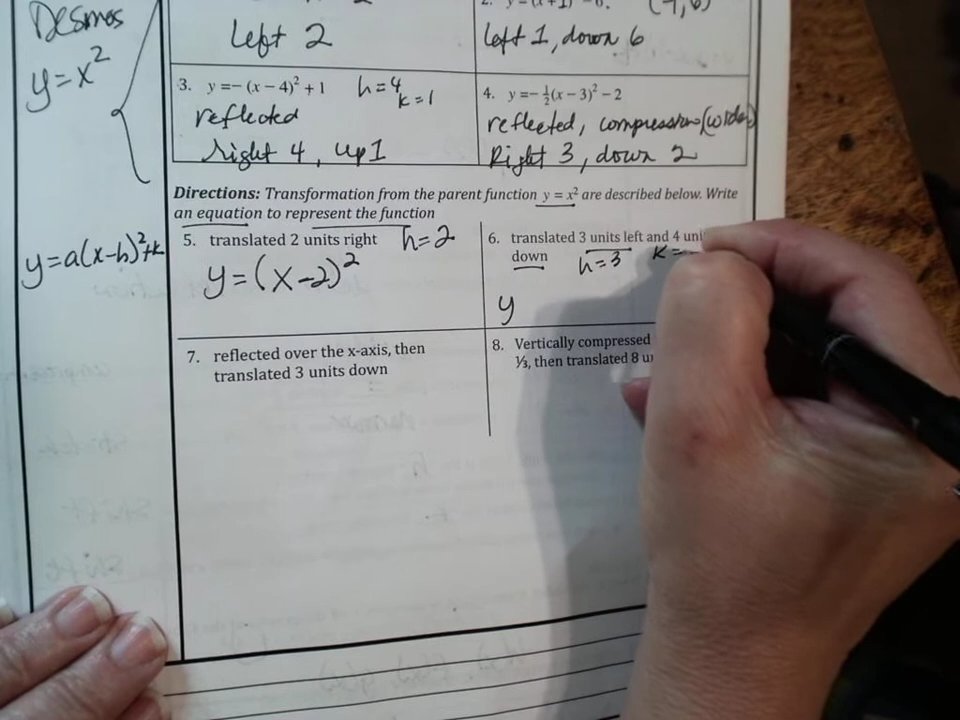 Desmos
y=x²
Left 2
left 1, down 6
3. y =− (x − 4)² + 1 h=4
k=1
reflected
right 4, up 1
4. y =− ½(x − 3)² − 2
reflected, compression(wider)
Right 3, down 2
Directions: Transformation from the parent function y = x² are described below. Write
an equation to represent the function
y=a(x-h)²+k
5. translated 2 units right h=2
y=(x-2)²
6. translated 3 units left and 4
down h=3 k=-
y
7. reflected over the x-axis, then
translated 3 units down
8. Vertically compressed
⅓, then translated 8